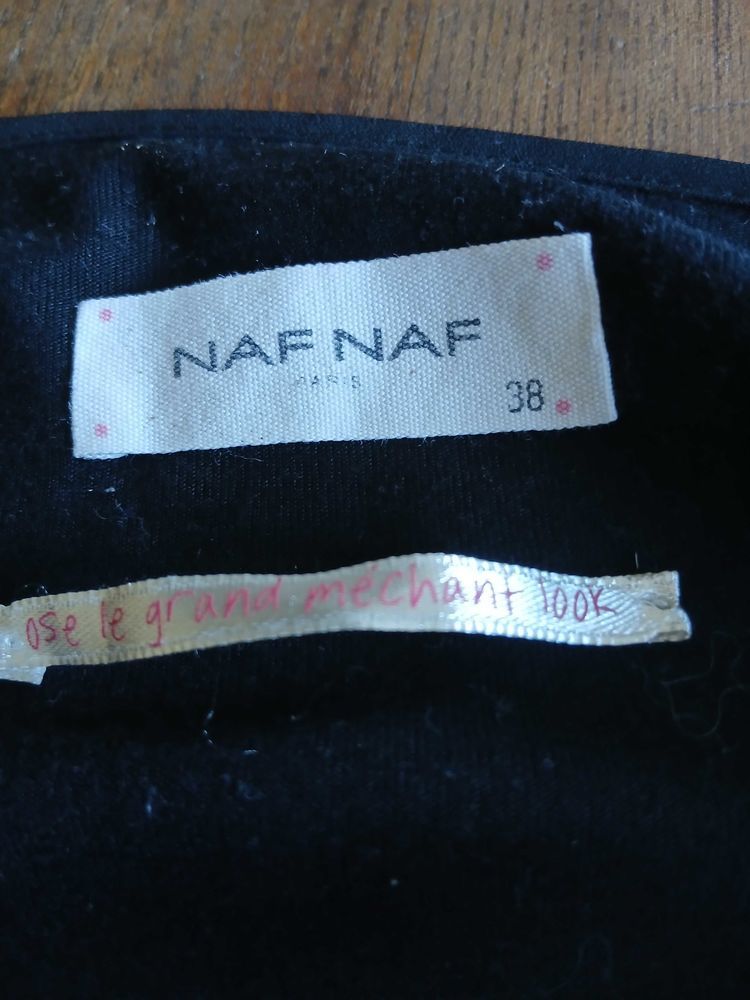 NAF NAF
PARIS
38
ose le grand méchant look